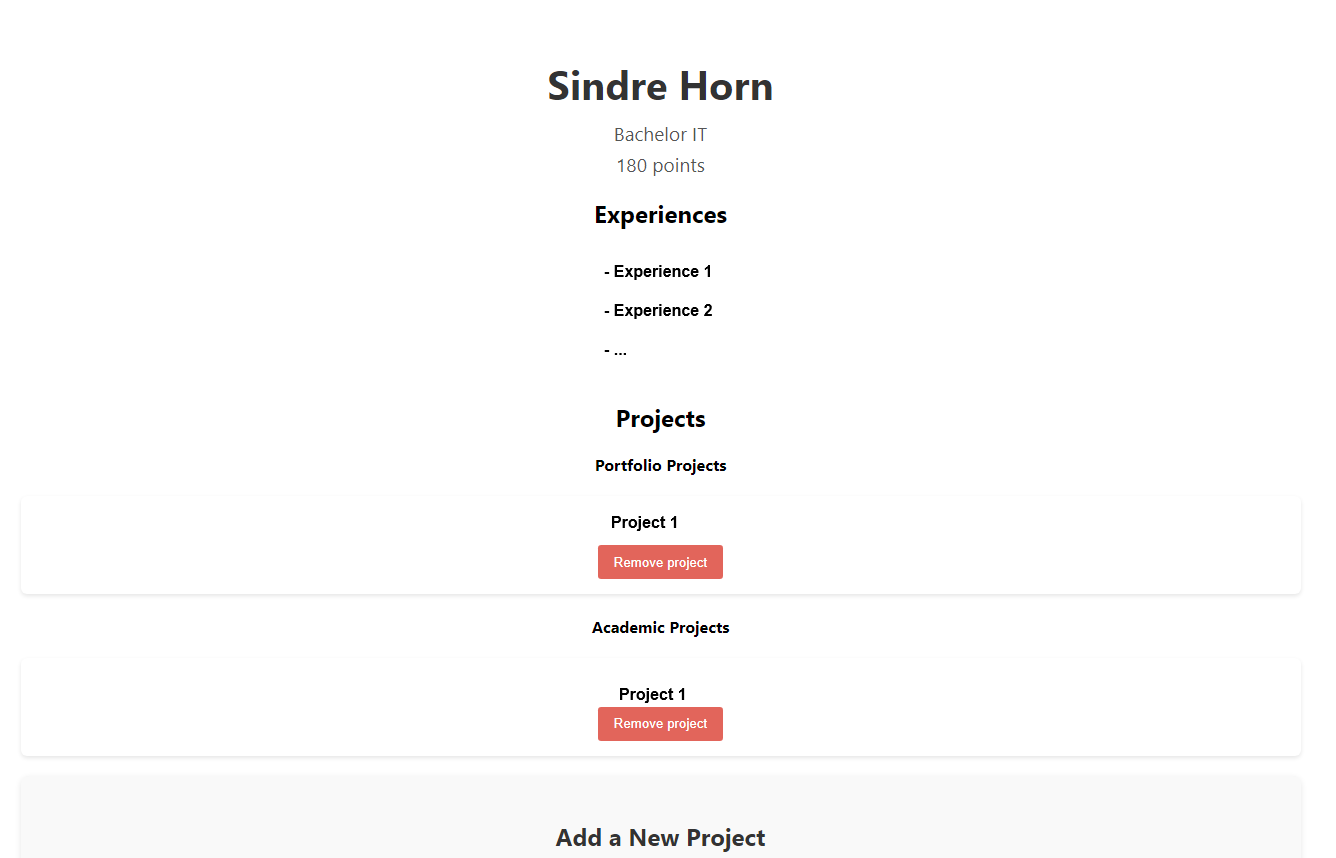 Sindre Horn
Bachelor IT
180 points
Experiences
- Experience 1
- Experience 2
- ...
Projects
Portfolio Projects
Project 1
Remove project
Academic Projects
Project 1
Remove project
Add a New Project